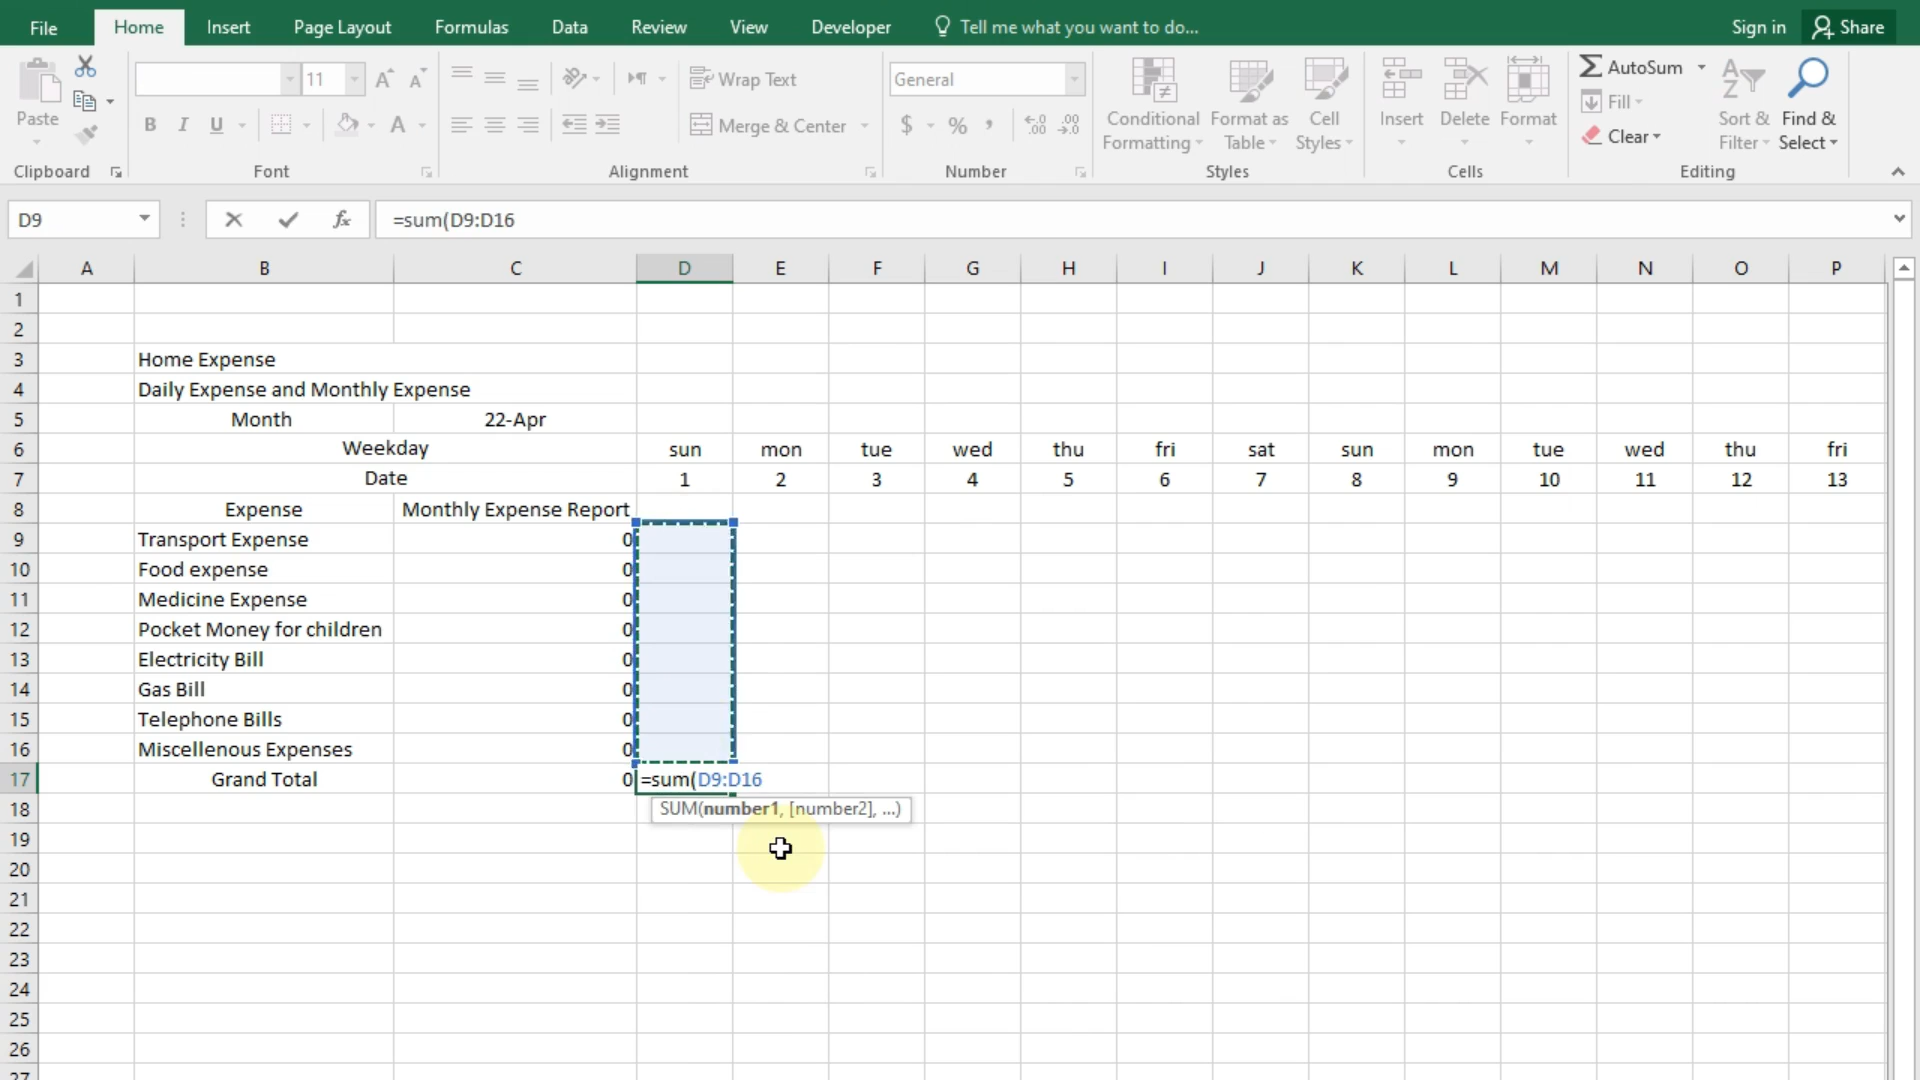 File Home Insert Page Layout Formulas Data Review View Developer Tell me what you want to do... Sign in Share
11 Wrap Text General AutoSum
Paste Conditional Formatting Format as Table Cell Styles Insert Delete Format Fill Sort & Filter Find & Select
B I U Merge & Center $ % , .0 .00 .00 .0 Clear
Clipboard Font Alignment Number Styles Cells Editing
D9 fx =sum(D9:D16
A B C D E F G H I J K L M N O P
1
2
3 Home Expense
4 Daily Expense and Monthly Expense
5 Month 22-Apr
6 Weekday sun mon tue wed thu fri sat sun mon tue wed thu fri
7 Date 1 2 3 4 5 6 7 8 9 10 11 12 13
8 Expense Monthly Expense Report
9 Transport Expense 0
10 Food expense 0
11 Medicine Expense 0
12 Pocket Money for children 0
13 Electricity Bill 0
14 Gas Bill 0
15 Telephone Bills 0
16 Miscellenous Expenses 0
17 Grand Total 0 =sum(D9:D16
18 SUM(number1, [number2], ...)
19
20
21
22
23
24
25
26
27